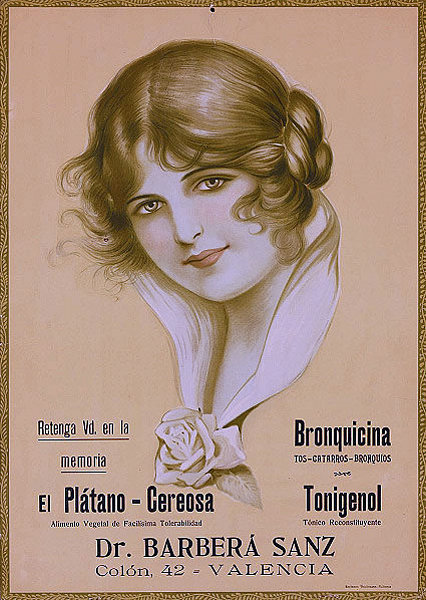 Retenga Vd. en la
memoria
El Plátano - Cereosa
Alimento Vegetal de Facilísima Tolerabilidad
Bronquicina
TOS-CATARROS-BRONQUIOS
Tonigenol
Tónico Reconstituyente
Dr. BARBERÁ SANZ
Colón, 42 = VALENCIA